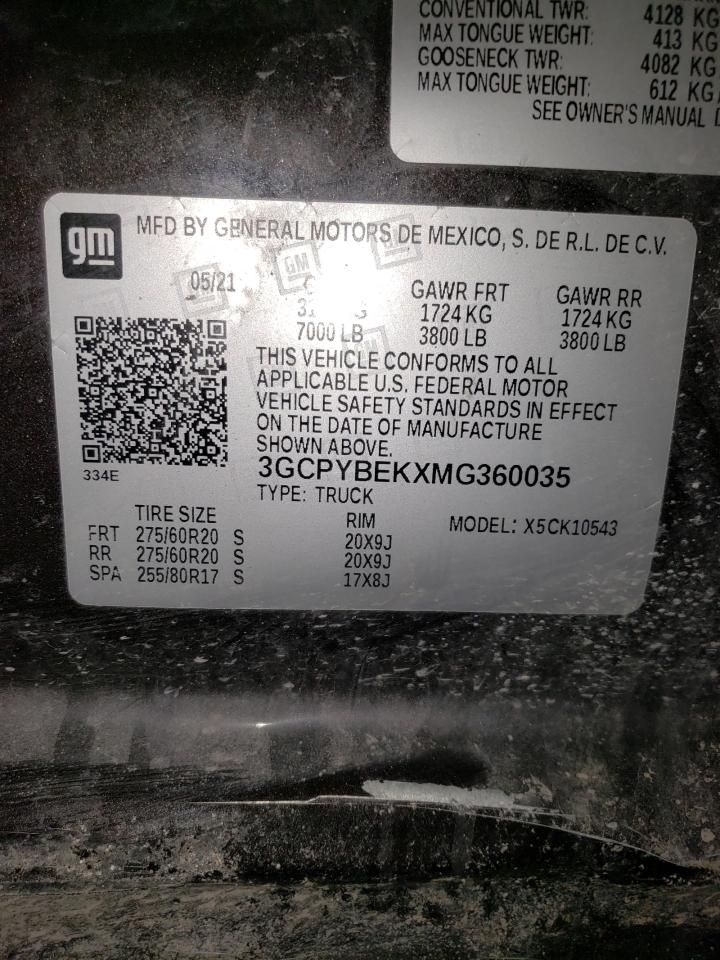 CONVENTIONAL TWR: 4128 KG
MAX TONGUE WEIGHT: 413 KG
GOOSENECK TWR: 4082 KG
MAX TONGUE WEIGHT: 612 KG
SEE OWNER'S MANUAL
gm MFD BY GENERAL MOTORS DE MEXICO, S. DE R.L. DE C.V.
GM
05/21 GAWR FRT GAWR RR
1724 KG 1724 KG
7000 LB 3800 LB 3800 LB
THIS VEHICLE CONFORMS TO ALL
APPLICABLE U.S. FEDERAL MOTOR
VEHICLE SAFETY STANDARDS IN EFFECT
ON THE DATE OF MANUFACTURE
SHOWN ABOVE.
334E
3GCPYBEKXMG360035
TYPE: TRUCK
TIRE SIZE RIM MODEL: X5CK10543
FRT 275/60R20 S 20X9J
RR 275/60R20 S 20X9J
SPA 255/80R17 S 17X8J